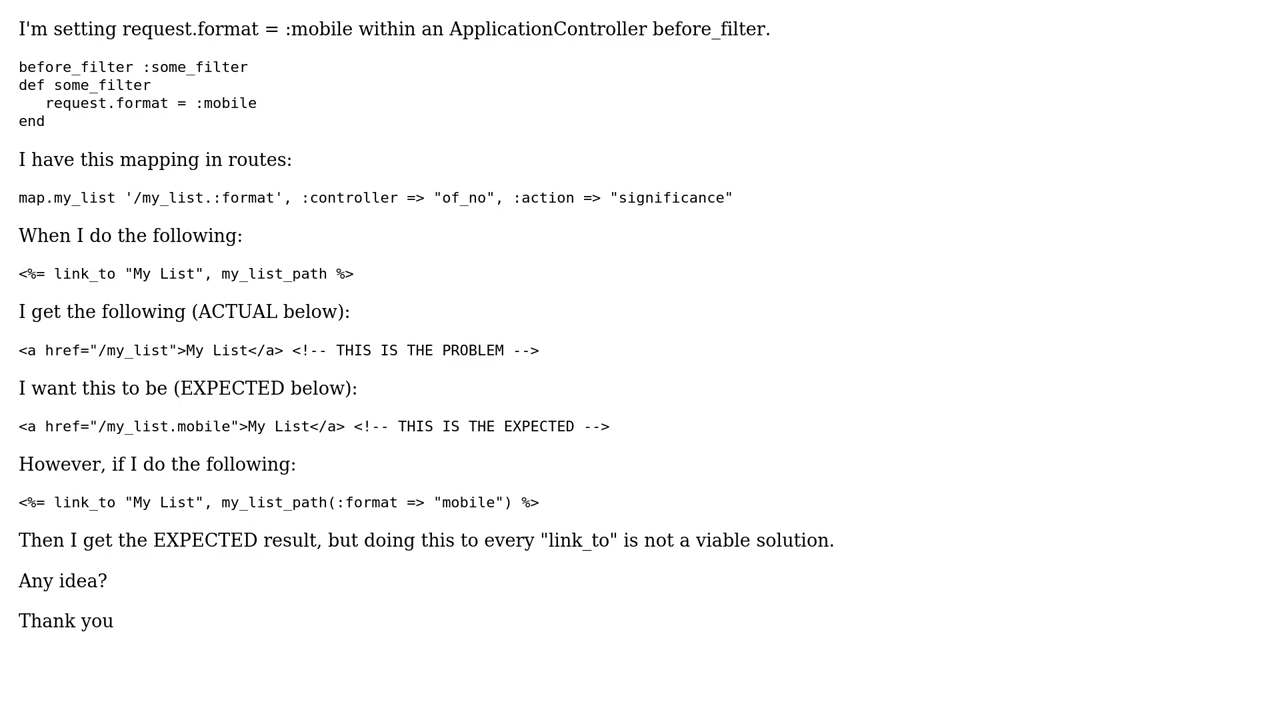 I'm setting request.format = :mobile within an ApplicationController before_filter.
before_filter :some_filter
def some_filter
   request.format = :mobile
end
I have this mapping in routes:
map.my_list '/my_list.:format', :controller => "of_no", :action => "significance"
When I do the following:
<%= link_to "My List", my_list_path %>
I get the following (ACTUAL below):
<a href="/my_list">My List</a> <!-- THIS IS THE PROBLEM -->
I want this to be (EXPECTED below):
<a href="/my_list.mobile">My List</a> <!-- THIS IS THE EXPECTED -->
However, if I do the following:
<%= link_to "My List", my_list_path(:format => "mobile") %>
Then I get the EXPECTED result, but doing this to every "link_to" is not a viable solution.
Any idea?
Thank you